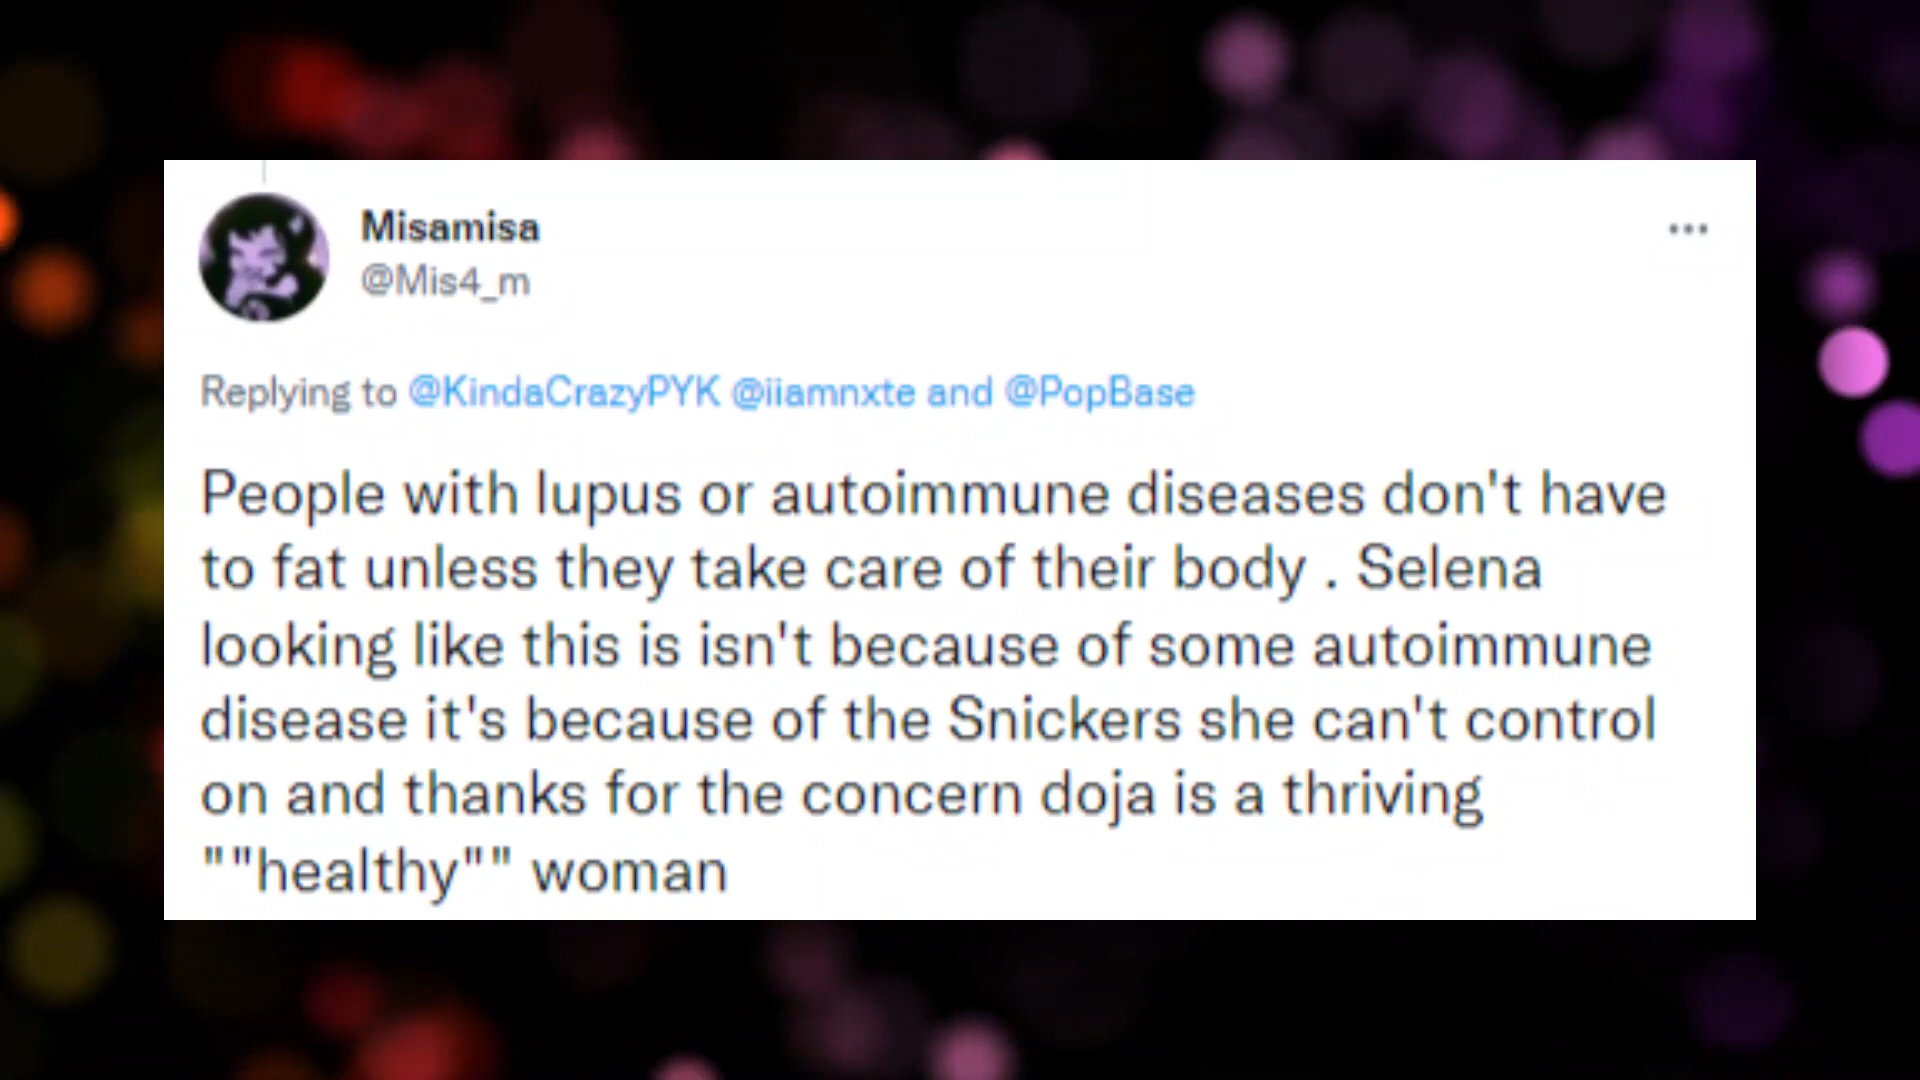 Misamisa
@Mis4_m
Replying to @KindaCrazyPYK @iiamnxte and @PopBase
People with lupus or autoimmune diseases don't have
to fat unless they take care of their body . Selena
looking like this is isn't because of some autoimmune
disease it's because of the Snickers she can't control
on and thanks for the concern doja is a thriving
""healthy"" woman